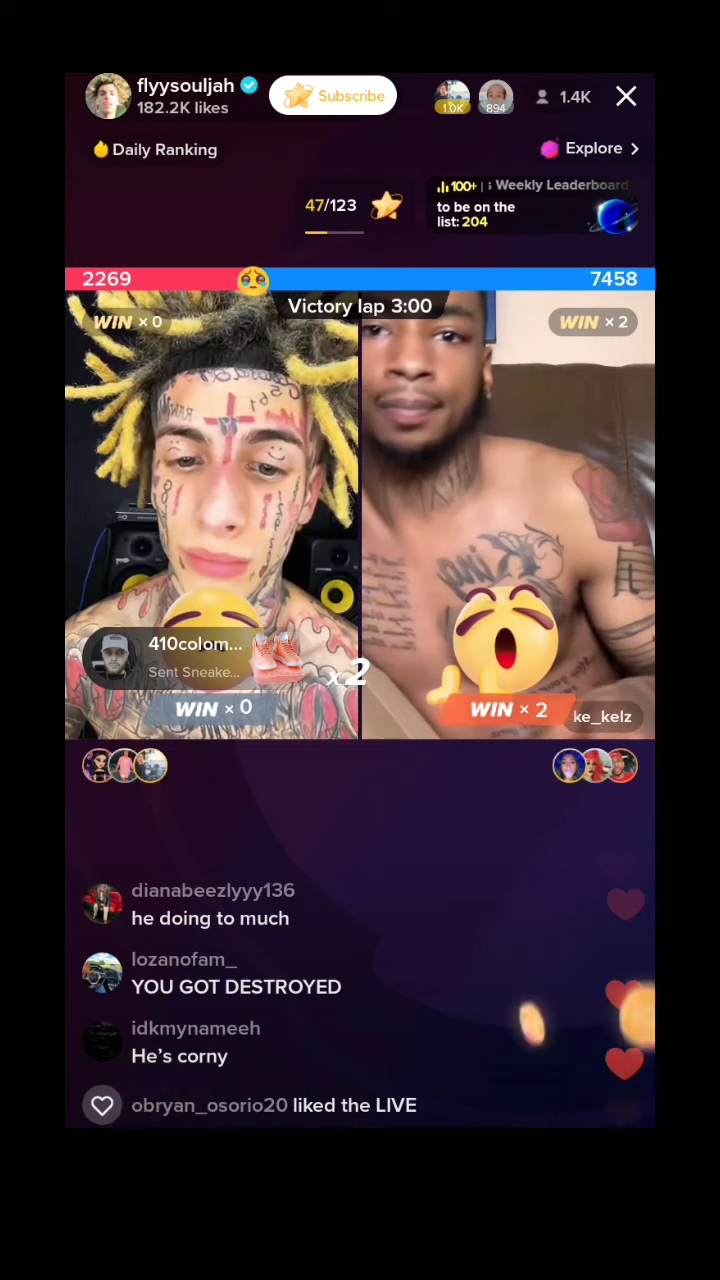 flyysouljah
182.2K likes
Subscribe
1.0K
894
1.4K
Daily Ranking
Explore
47/123
100+
Weekly Leaderboard
to be on the
list: 204
2269
7458
Victory lap 3:00
WIN x 0
WIN x 2
RAW
561
410colom...
Sent Sneake...
x2
WIN x 0
WIN x 2
ke_kelz
dianabeezlyyy136
he doing to much
lozanofam_
YOU GOT DESTROYED
idkmynameeh
He's corny
obryan_osorio20 liked the LIVE